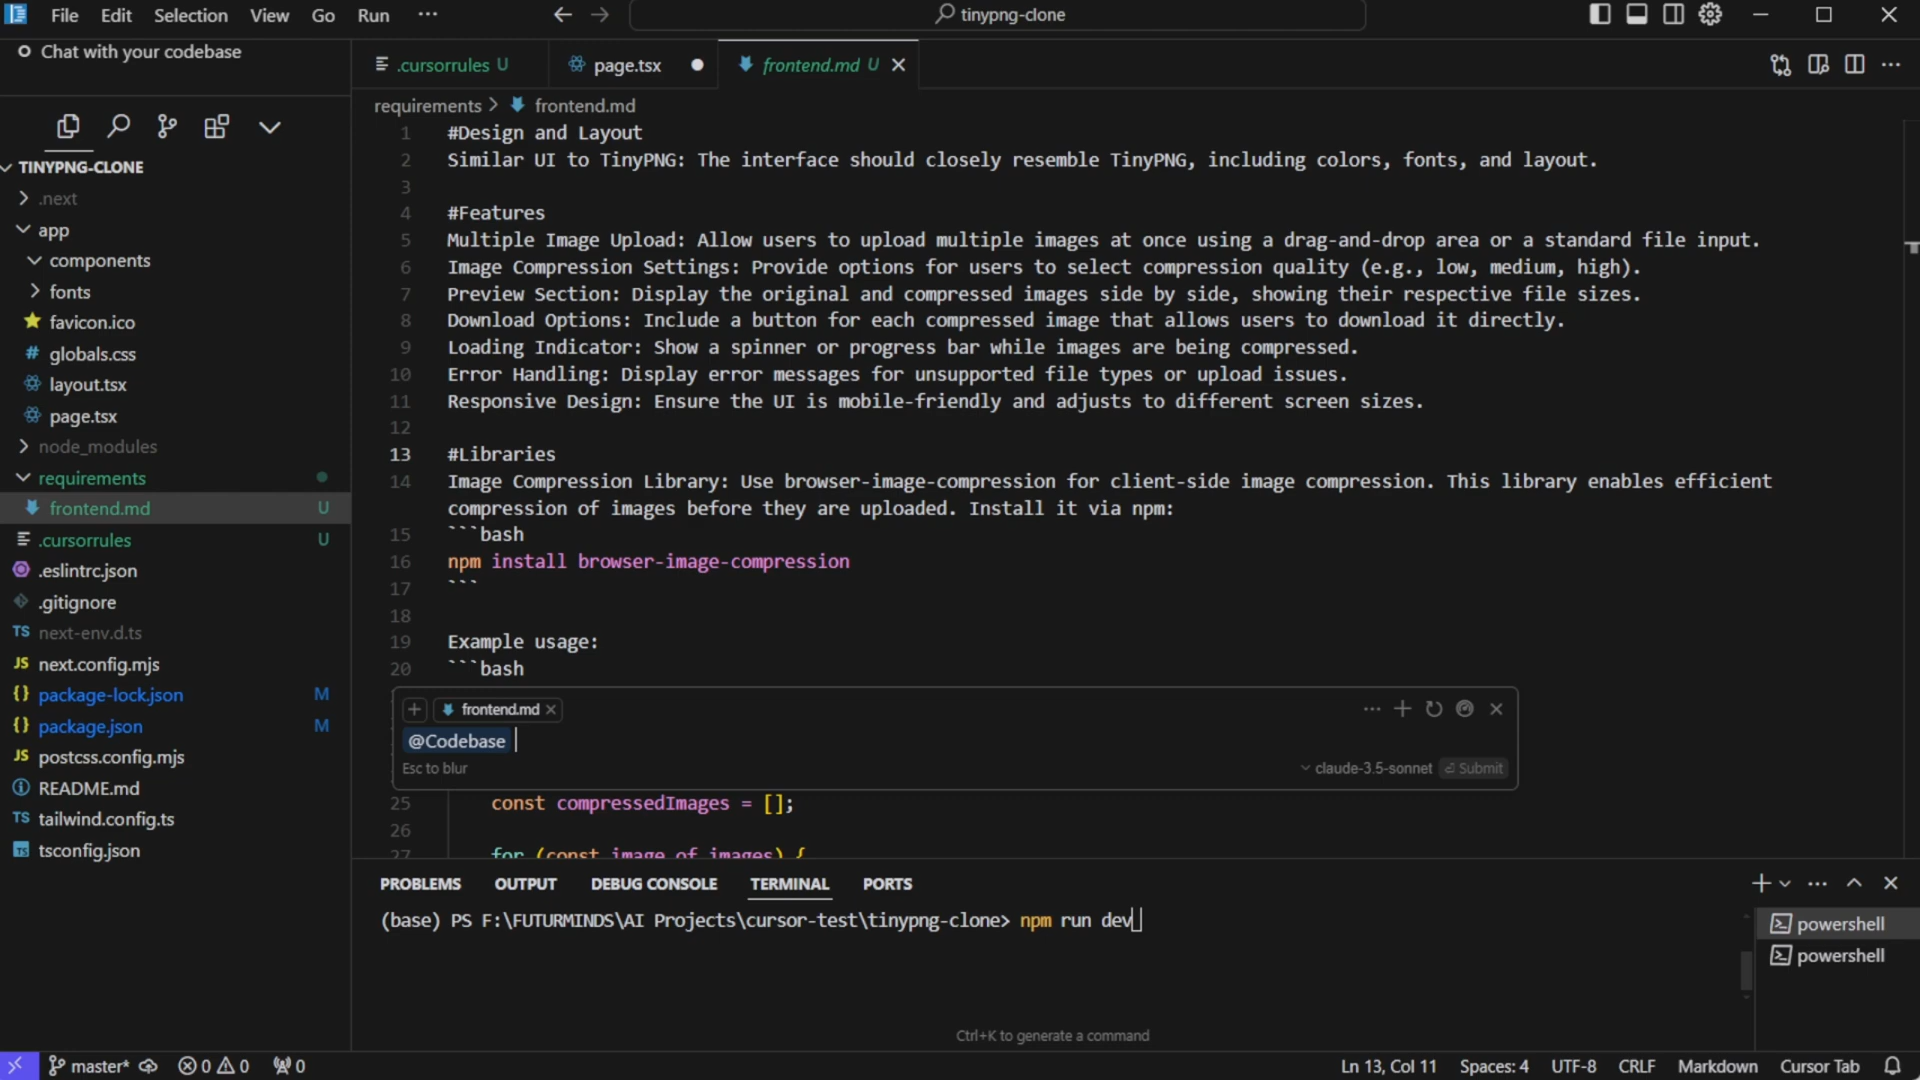 File Edit Selection View Go Run ···
tinypng-clone
Chat with your codebase
.cursorrules U
page.tsx
frontend.md U
requirements > frontend.md
TINYPNG-CLONE
.next
app
components
fonts
favicon.ico
# globals.css
layout.tsx
page.tsx
node_modules
requirements
frontend.md U
.cursorrules U
.eslintrc.json
.gitignore
TS next-env.d.ts
JS next.config.mjs
{} package-lock.json M
{} package.json M
JS postcss.config.mjs
README.md
TS tailwind.config.ts
TS tsconfig.json
1 #Design and Layout
2 Similar UI to TinyPNG: The interface should closely resemble TinyPNG, including colors, fonts, and layout.
3
4 #Features
5 Multiple Image Upload: Allow users to upload multiple images at once using a drag-and-drop area or a standard file input.
6 Image Compression Settings: Provide options for users to select compression quality (e.g., low, medium, high).
7 Preview Section: Display the original and compressed images side by side, showing their respective file sizes.
8 Download Options: Include a button for each compressed image that allows users to download it directly.
9 Loading Indicator: Show a spinner or progress bar while images are being compressed.
10 Error Handling: Display error messages for unsupported file types or upload issues.
11 Responsive Design: Ensure the UI is mobile-friendly and adjusts to different screen sizes.
12
13 #Libraries
14 Image Compression Library: Use browser-image-compression for client-side image compression. This library enables efficient
compression of images before they are uploaded. Install it via npm:
15 ```bash
16 npm install browser-image-compression
17 ```
18
19 Example usage:
20 ```bash
+ frontend.md
@Codebase
Esc to blur
claude-3.5-sonnet Submit
25 const compressedImages = [];
26
27 for (const image of images) {
PROBLEMS OUTPUT DEBUG CONSOLE TERMINAL PORTS
(base) PS F:\FUTURMINDS\AI Projects\cursor-test\tinypng-clone> npm run dev
powershell
powershell
Ctrl+K to generate a command
master* 0 0 0
Ln 13, Col 11 Spaces: 4 UTF-8 CRLF Markdown Cursor Tab